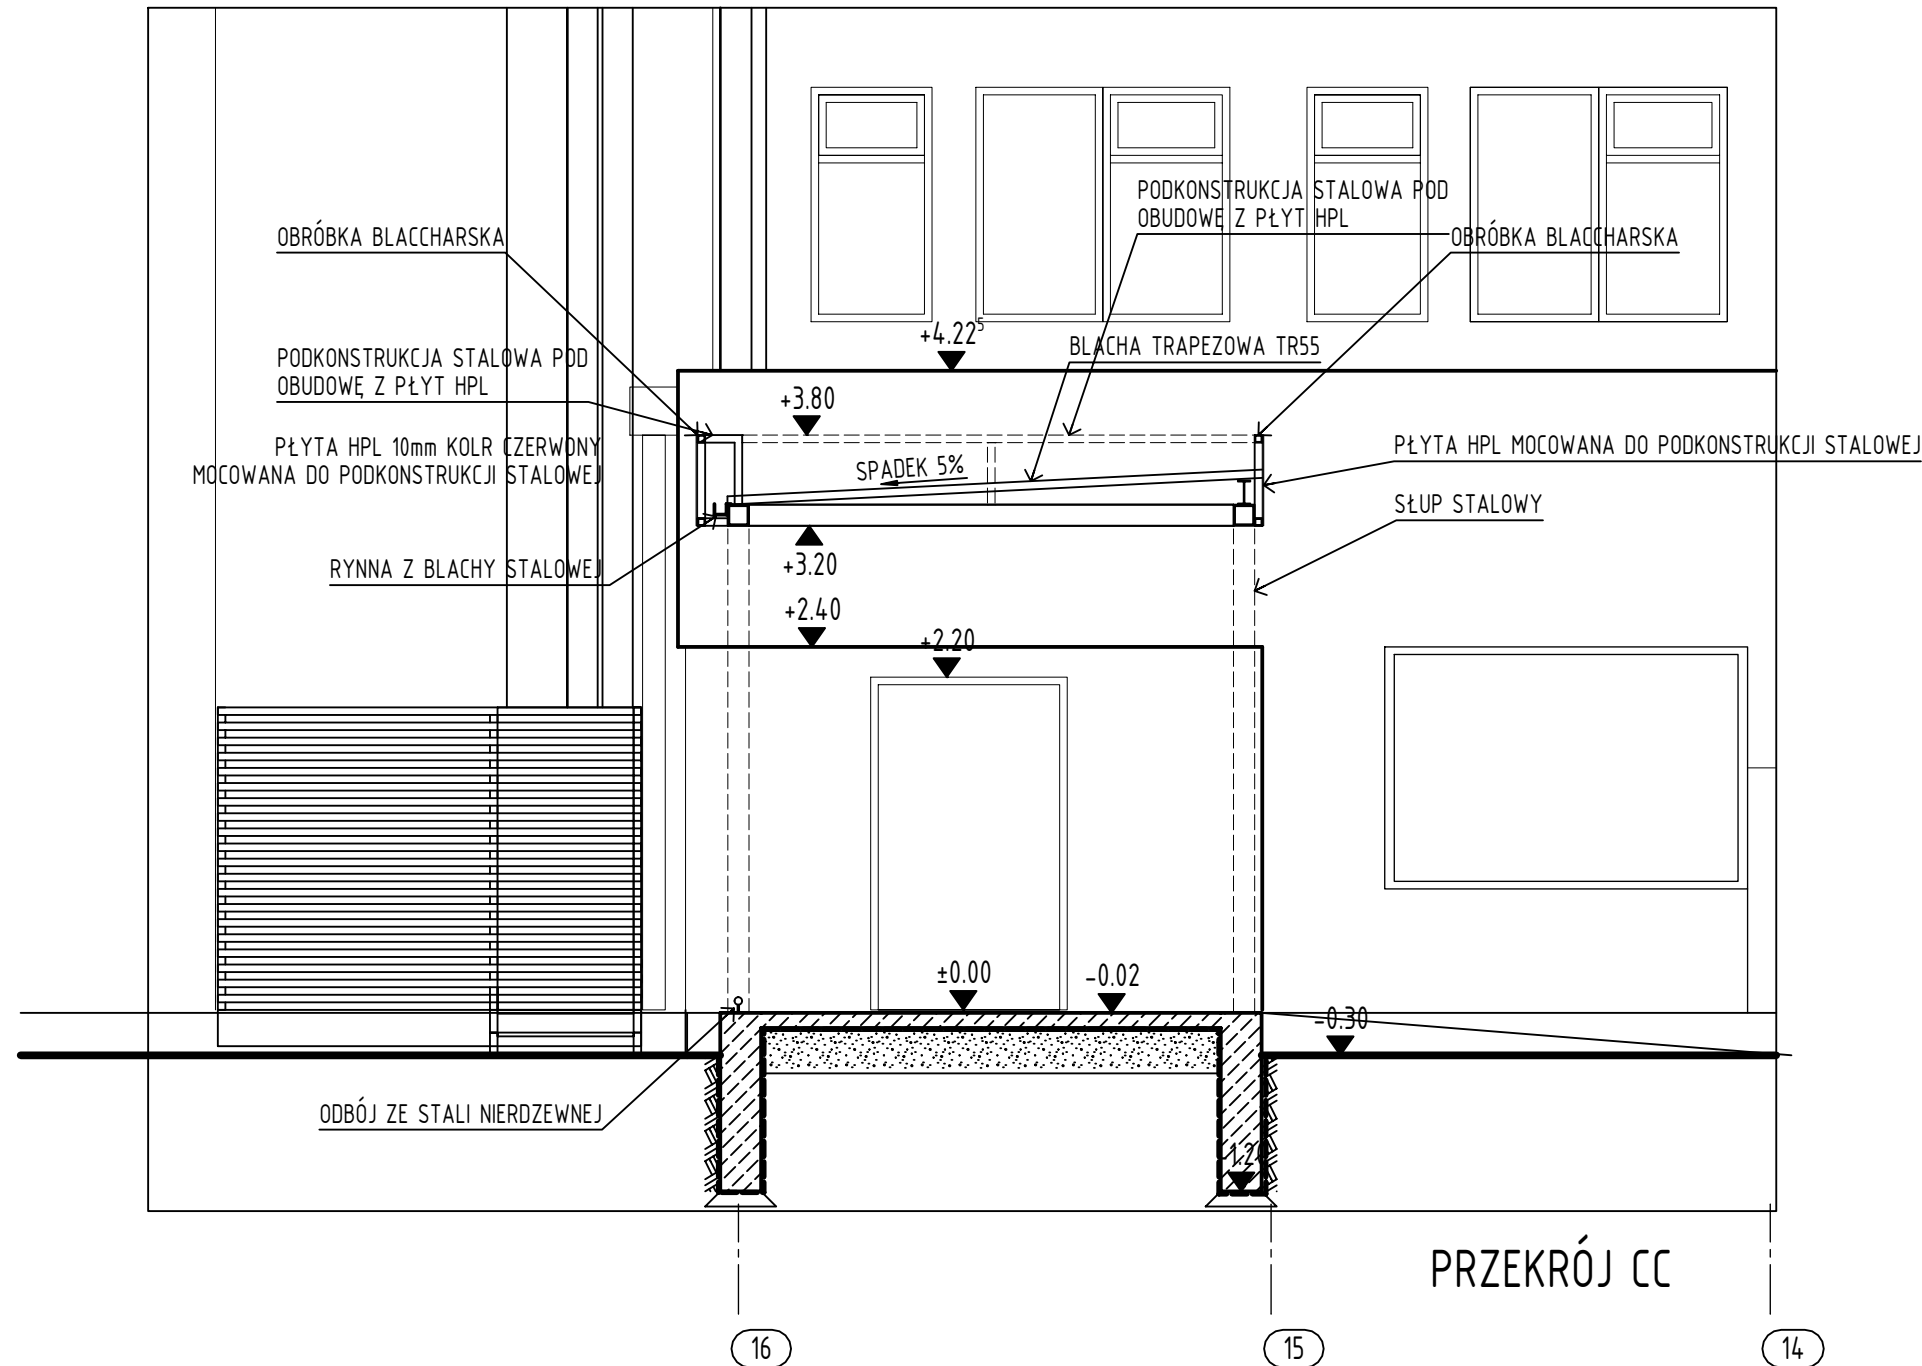 PODKONSTRUKCJA STALOWA POD
OBUDOWĘ Z PŁYT HPL
OBRÓBKA BLACCHARSKA
OBRÓBKA BLACCHARSKA
+4.22⁵
BLACHA TRAPEZOWA TR55
PODKONSTRUKCJA STALOWA POD
OBUDOWĘ Z PŁYT HPL
+3.80
PŁYTA HPL 10mm KOLR CZERWONY
MOCOWANA DO PODKONSTRUKCJI STALOWEJ
SPADEK 5%
PŁYTA HPL MOCOWANA DO PODKONSTRUKCJI STALOWEJ
SŁUP STALOWY
+3.20
RYNNA Z BLACHY STALOWEJ
+2.40
+2.20
±0.00
-0.02
-0.30
ODBÓJ ZE STALI NIERDZEWNEJ
PRZEKRÓJ CC
16
15
14